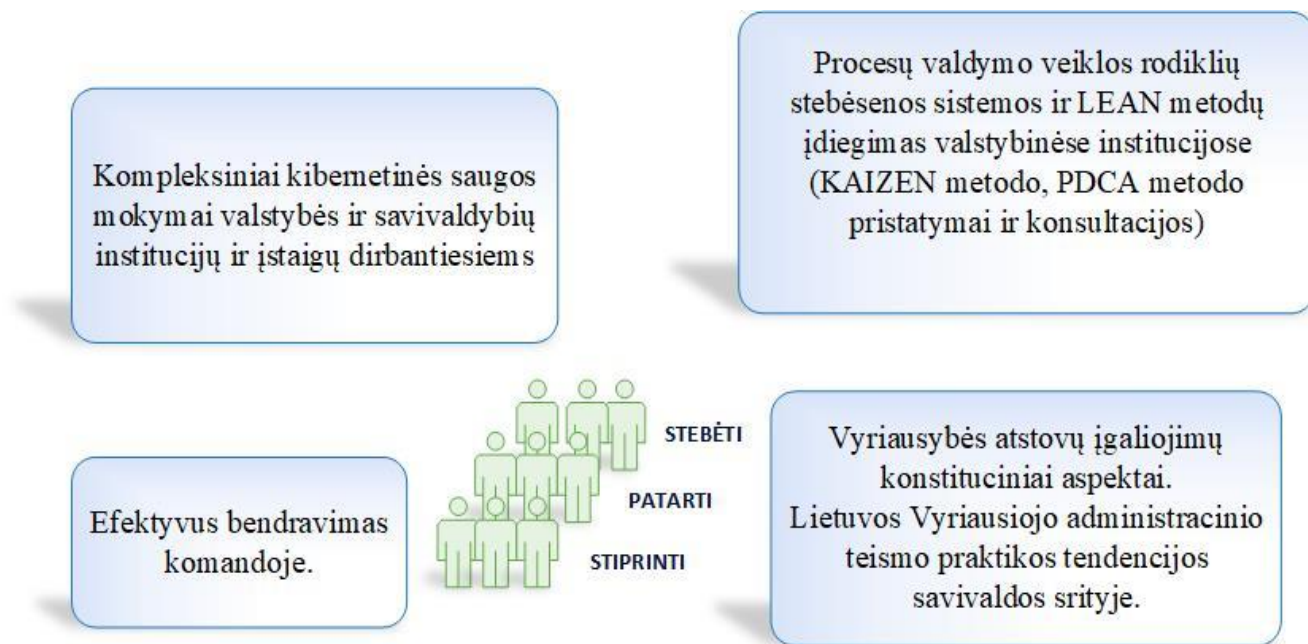 Kompleksiniai kibernetinės saugos
mokymai valstybės ir savivaldybių
institucijų ir įstaigų dirbantiesiems
Procesų valdymo veiklos rodiklių
stebėsenos sistemos ir LEAN metodų
įdiegimas valstybinėse institucijose
(KAIZEN metodo, PDCA metodo
pristatymai ir konsultacijos)
Efektyvus bendravimas
komandoje.
STEBĖTI
PATARTI
STIPRINTI
Vyriausybės atstovų įgaliojimų
konstituciniai aspektai.
Lietuvos Vyriausiojo administracinio
teismo praktikos tendencijos
savivaldos srityje.